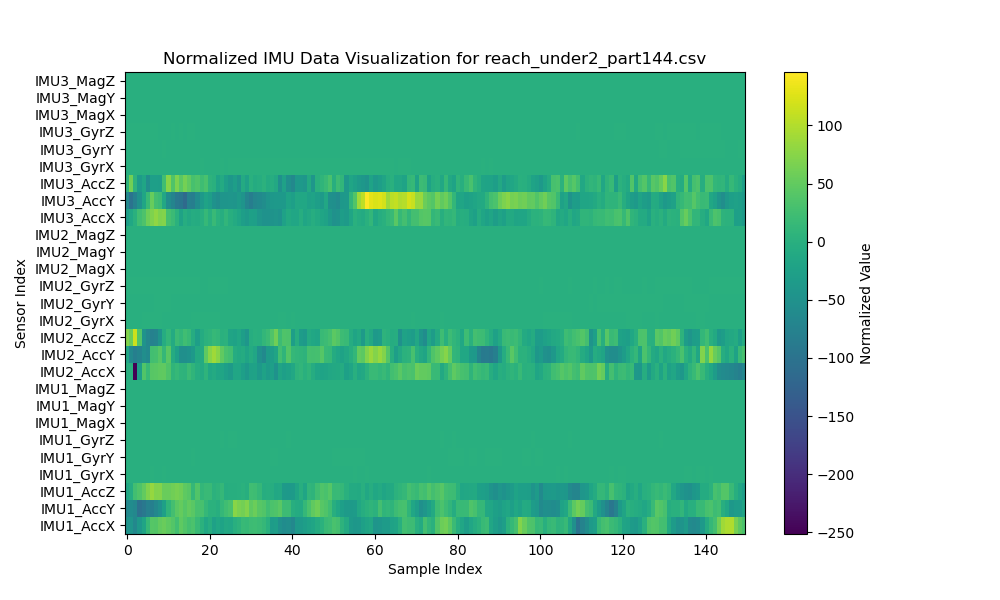 Normalized IMU Data Visualization for reach_under2_part144.csv
IMU3_MagZ
IMU3_MagY
IMU3_MagX
IMU3_GyrZ
IMU3_GyrY
IMU3_GyrX
IMU3_AccZ
IMU3_AccY
IMU3_AccX
IMU2_MagZ
IMU2_MagY
IMU2_MagX
IMU2_GyrZ
IMU2_GyrY
IMU2_GyrX
IMU2_AccZ
IMU2_AccY
IMU2_AccX
IMU1_MagZ
IMU1_MagY
IMU1_MagX
IMU1_GyrZ
IMU1_GyrY
IMU1_GyrX
IMU1_AccZ
IMU1_AccY
IMU1_AccX
Sensor Index
0 20 40 60 80 100 120 140
Sample Index
100
50
0
−50
−100
−150
−200
−250
Normalized Value